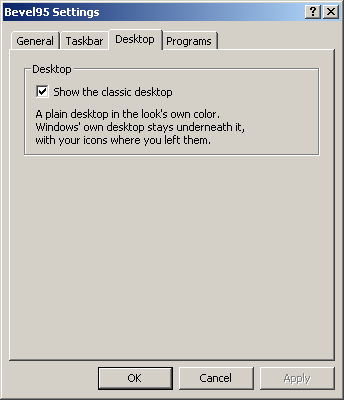 Bevel95 Settings
General
Taskbar
Desktop
Programs
Desktop
Show the classic desktop
A plain desktop in the look's own color.
Windows' own desktop stays underneath it,
with your icons where you left them.
OK
Cancel
Apply